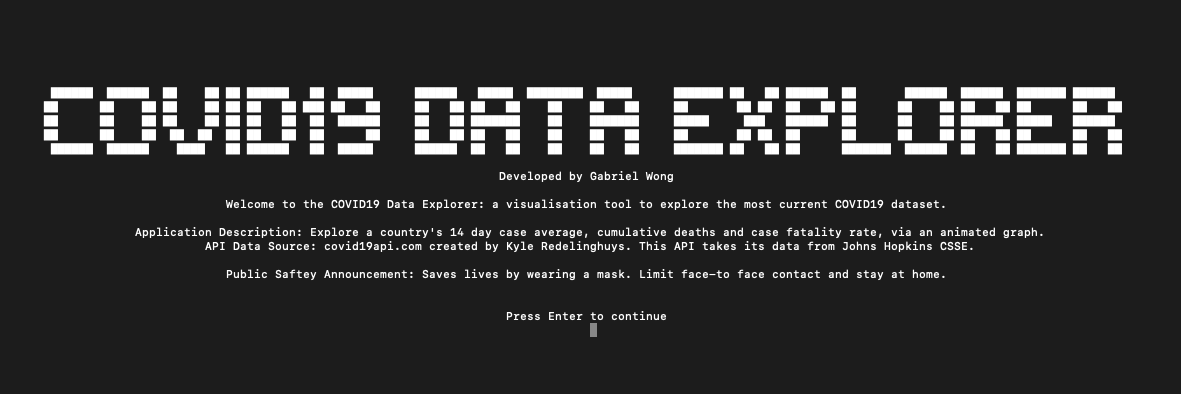 COVID19 DATA EXPLORER
Developed by Gabriel Wong
Welcome to the COVID19 Data Explorer: a visualisation tool to explore the most current COVID19 dataset.
Application Description: Explore a country's 14 day case average, cumulative deaths and case fatality rate, via an animated graph.
API Data Source: covid19api.com created by Kyle Redelinghuys. This API takes its data from Johns Hopkins CSSE.
Public Saftey Announcement: Saves lives by wearing a mask. Limit face-to face contact and stay at home.
Press Enter to continue